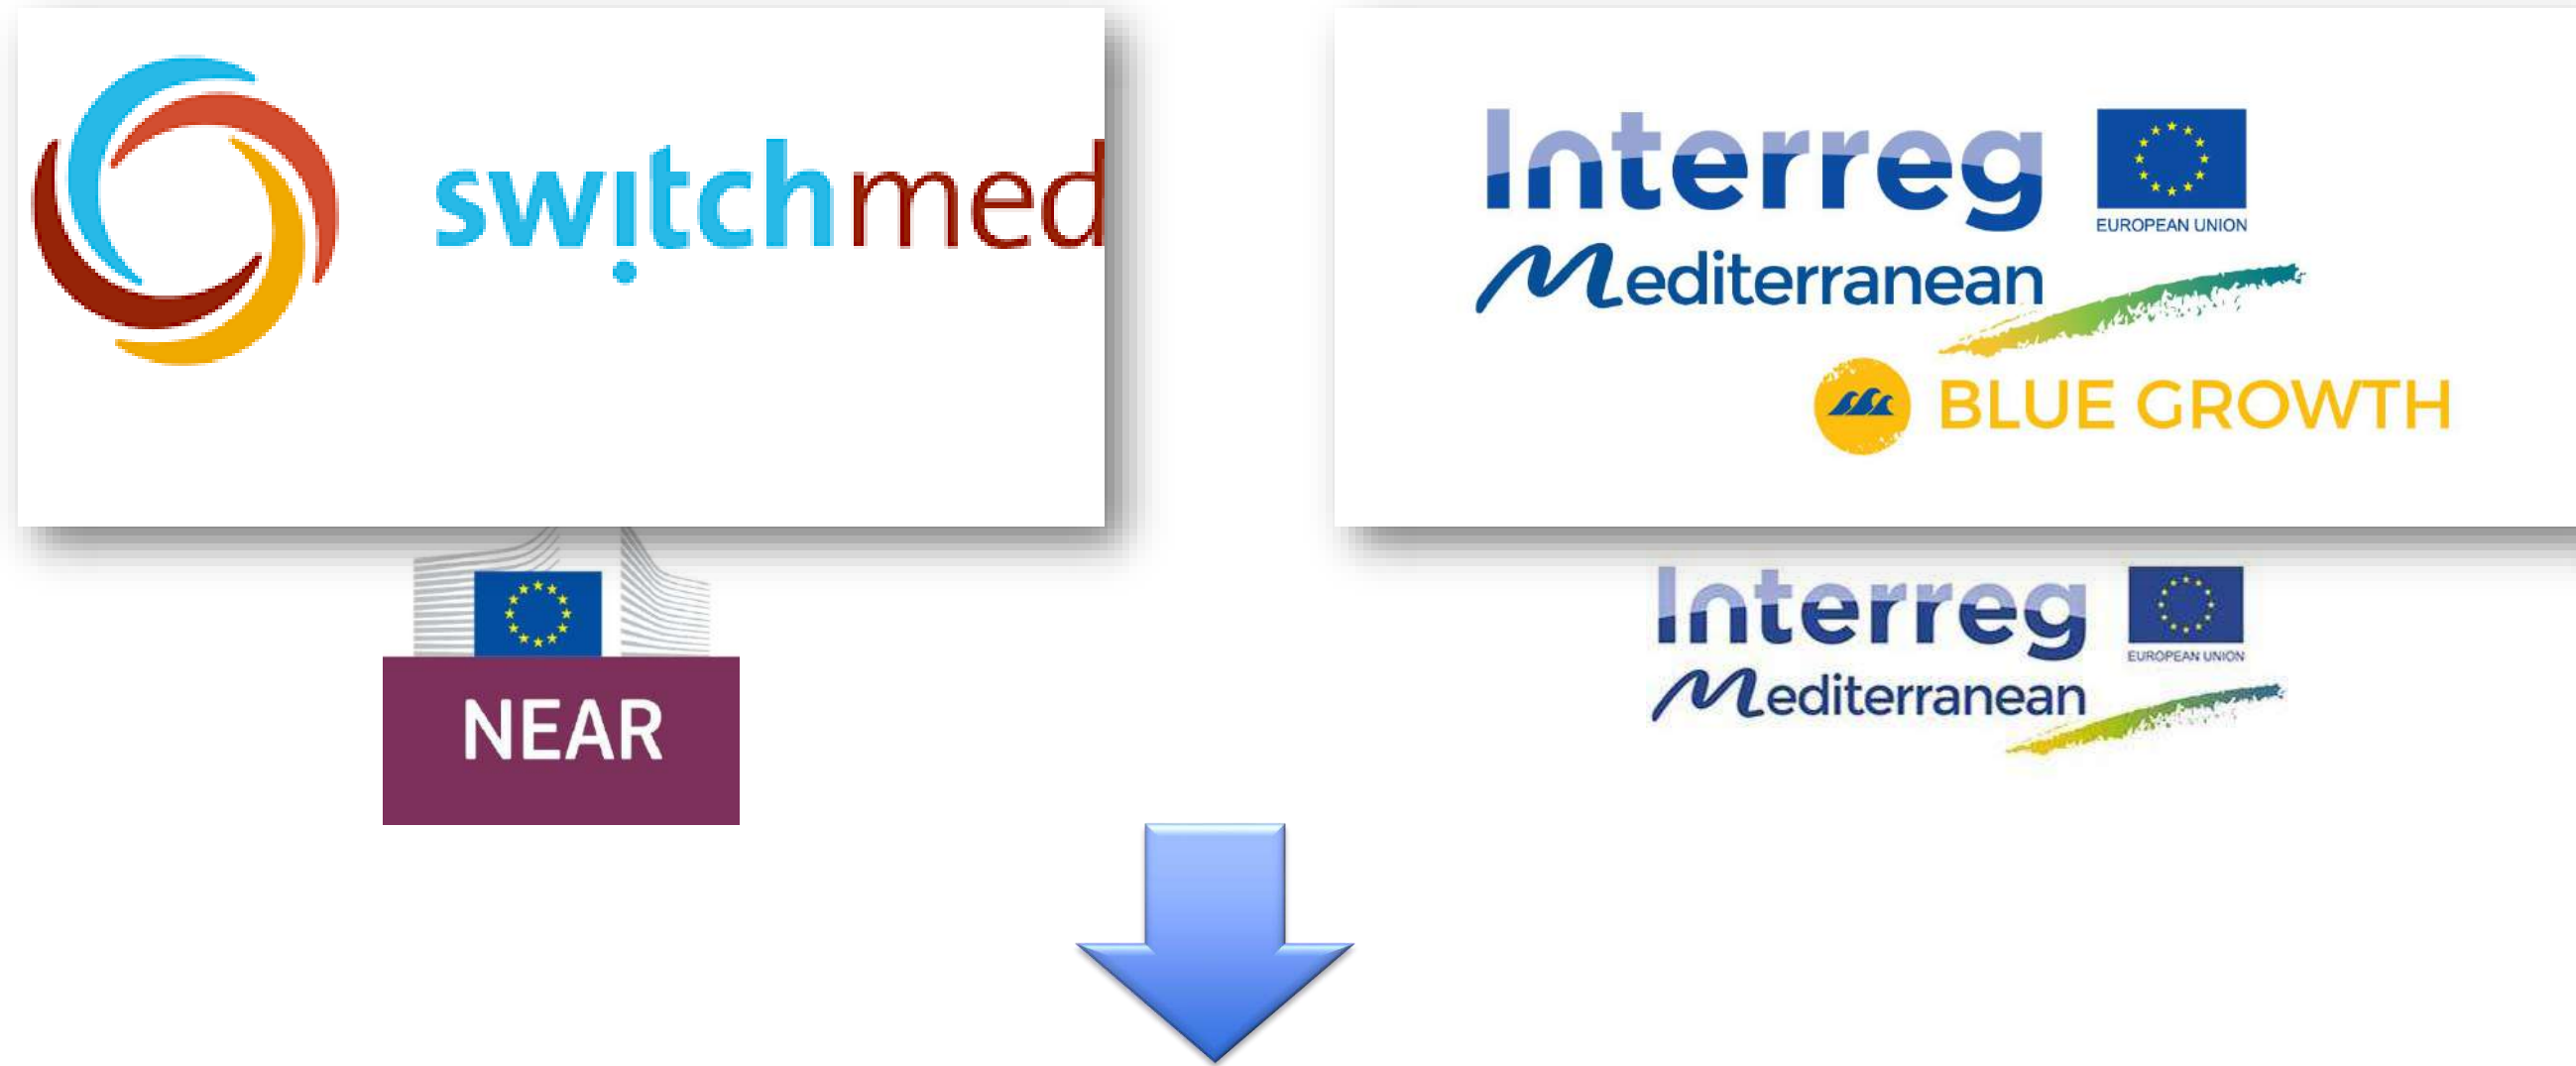 switchmed
Interreg
EUROPEAN UNION
Mediterranean
BLUE GROWTH
NEAR
Interreg
EUROPEAN UNION
Mediterranean